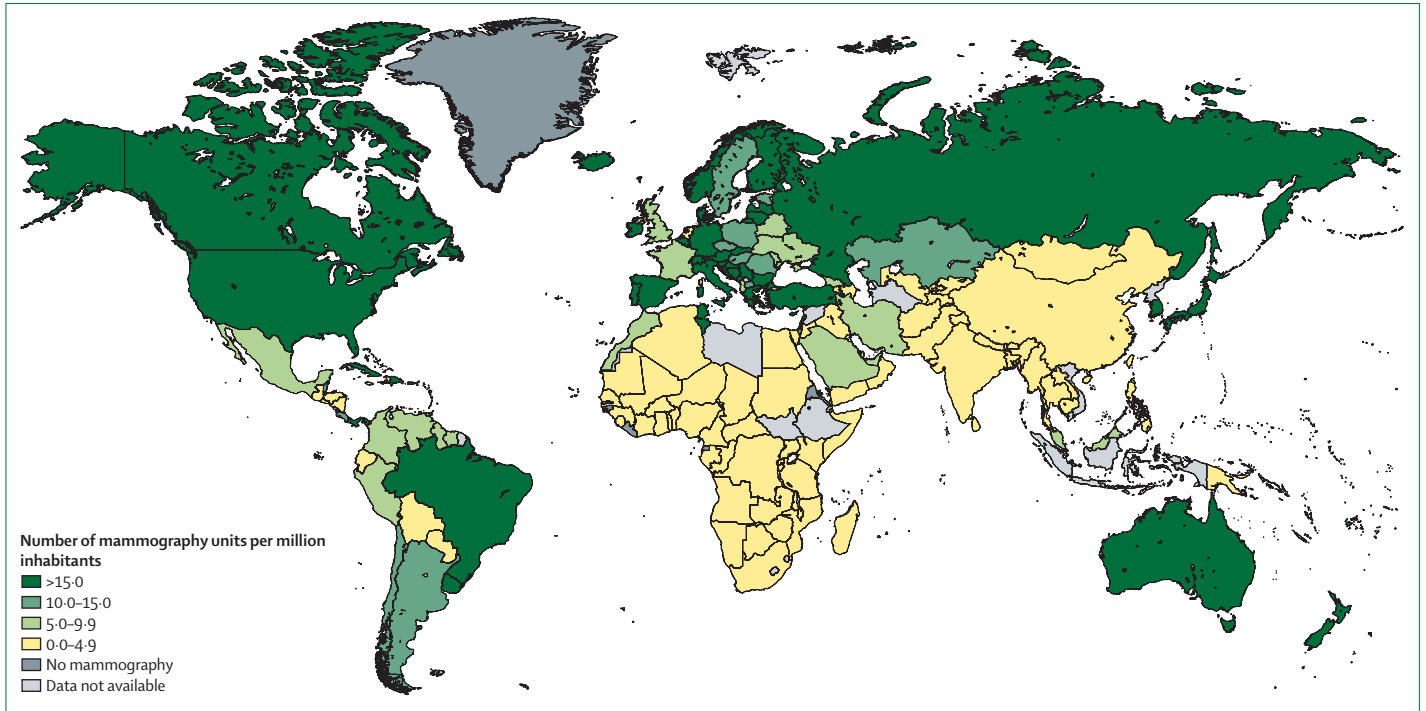 Number of mammography units per million
inhabitants
>15·0
10·0–15·0
5·0–9·9
0·0–4·9
No mammography
Data not available